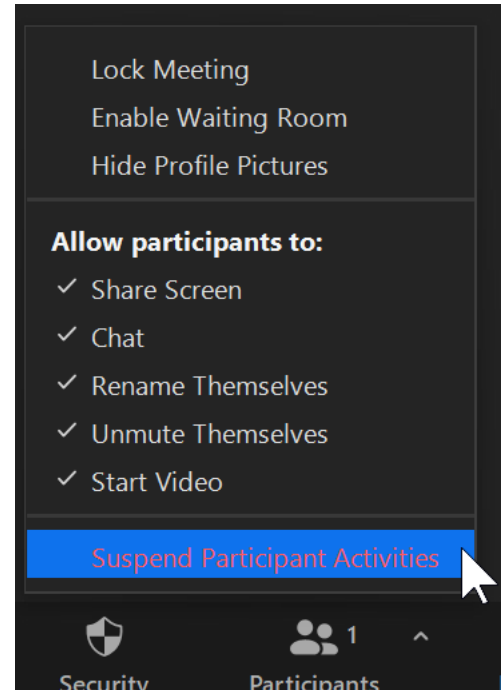 Lock Meeting
Enable Waiting Room
Hide Profile Pictures
Allow participants to:
Share Screen
Chat
Rename Themselves
Unmute Themselves
Start Video
Suspend Participant Activities
1
Security
Participants